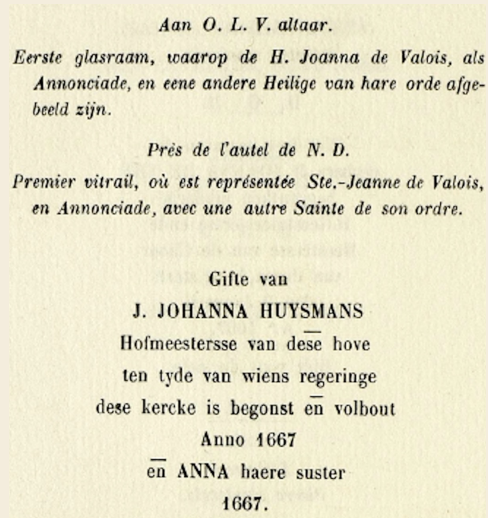 Aan O. L. V. altaar.
Eerste glasraam, waarop de H. Joanna de Valois, als
Annonciade, en eene andere Heilige van hare orde afge-
beeld zijn.
Près de l'autel de N. D.
Premier vitrail, où est représentée Ste.-Jeanne de Valois,
en Annonciade, avec une autre Sainte de son ordre.
Gifte van
J. JOHANNA HUYSMANS
Hofmeestersse van dese̅ hove
ten tyde van wiens regeringe
dese kercke is begonst e̅n̅ volbout
Anno 1667
e̅n̅ ANNA haere suster
1667.